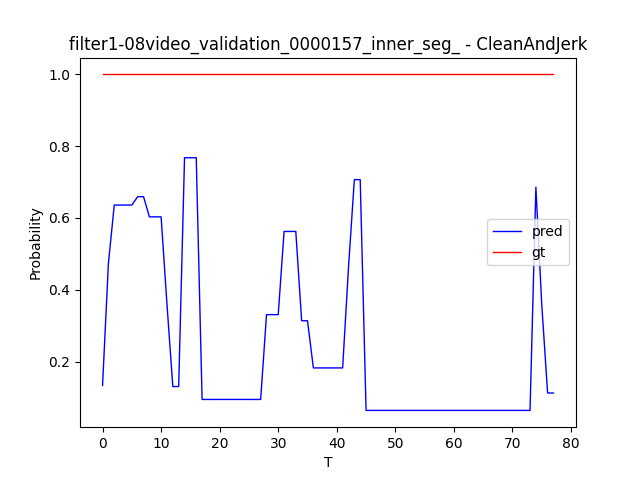 filter1-08video_validation_0000157_inner_seg_ - CleanAndJerk
1.0
0.8
0.6
0.4
0.2
Probability
pred
gt
0 10 20 30 40 50 60 70 80
T